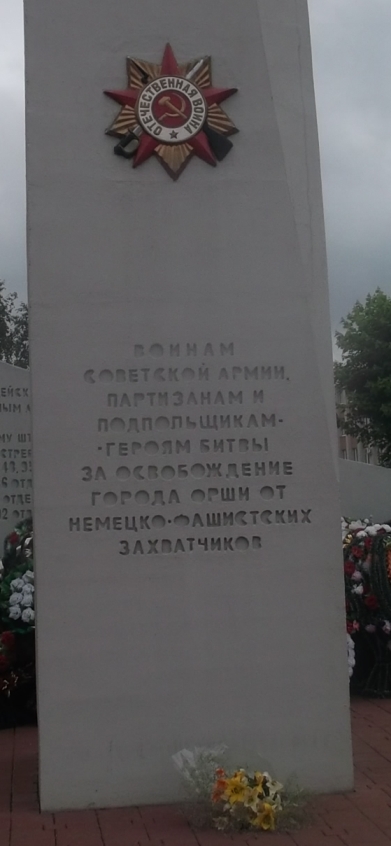 ОТЕЧЕСТВЕННАЯ ВОЙНА
ВОИНАМ
СОВЕТСКОЙ АРМИИ,
ПАРТИЗАНАМ И
ПОДПОЛЬЩИКАМ-
-ГЕРОЯМ БИТВЫ
ЗА ОСВОБОЖДЕНИЕ
ГОРОДА ОРШИ ОТ
НЕМЕЦКО-ФАШИСТСКИХ
ЗАХВАТЧИКОВ